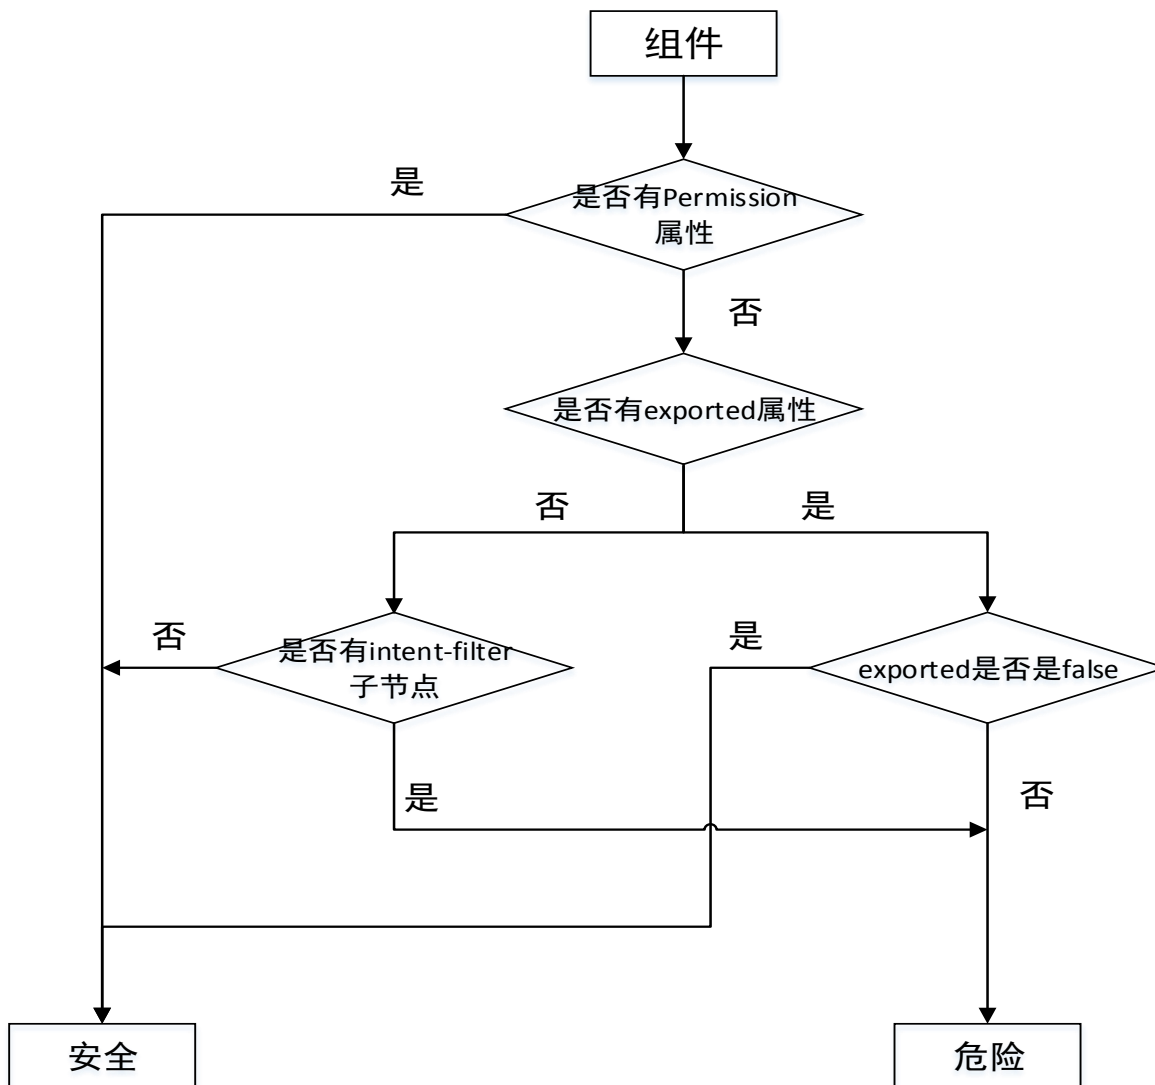 组件
是
是否有Permission
属性
否
是否有exported属性
否
是
否
是否有intent-filter
子节点
是
exported是否是false
是
否
安全
危险